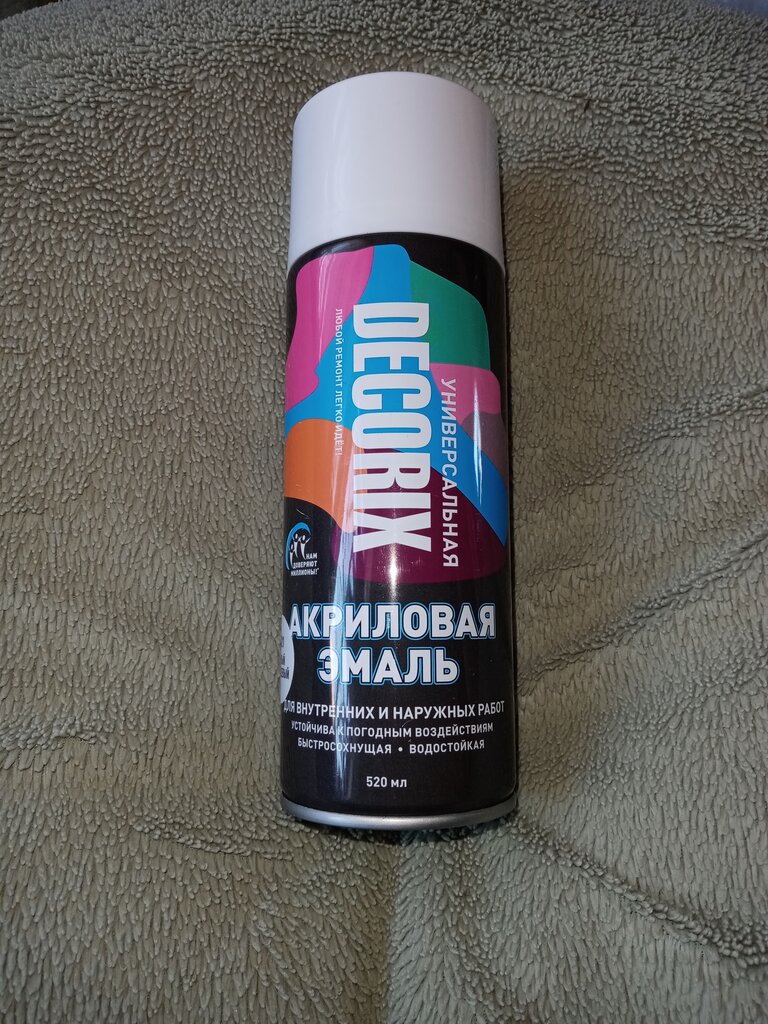 DECORIX
УНИВЕРСАЛЬНАЯ
ЛЮБОЙ РЕМОНТ ЛЕГКО ИДЁТ!
НАМ
ДОВЕРЯЮТ
МИЛЛИОНЫ!
АКРИЛОВАЯ
ЭМАЛЬ
ДЛЯ ВНУТРЕННИХ И НАРУЖНЫХ РАБОТ
УСТОЙЧИВА К ПОГОДНЫМ ВОЗДЕЙСТВИЯМ
БЫСТРОСОХНУЩАЯ • ВОДОСТОЙКАЯ
520 мл